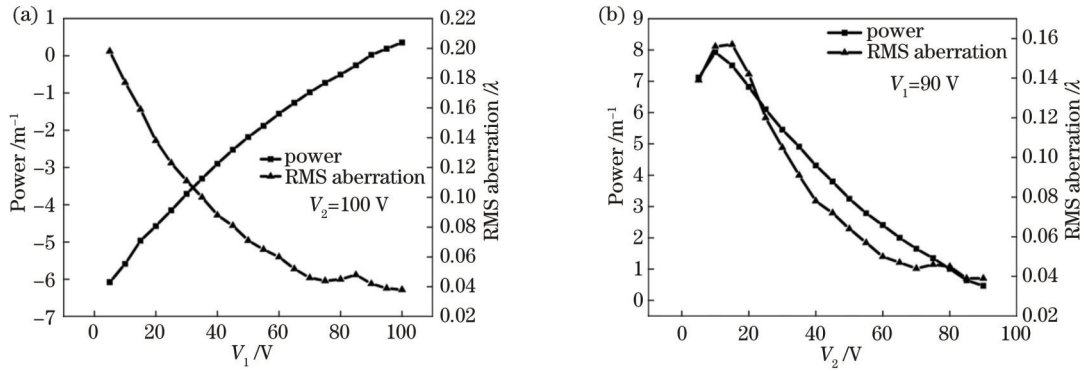 (a)
1
0
−1
−2
−3
−4
−5
−6
−7
Power /m⁻¹
0.22
0.20
0.18
0.16
0.14
0.12
0.10
0.08
0.06
0.04
0.02
RMS aberration /λ
power
RMS aberration
V₂=100 V
0 20 40 60 80 100
V₁ /V
(b)
9
8
7
6
5
4
3
2
1
0
Power /m⁻¹
0.16
0.14
0.12
0.10
0.08
0.06
0.04
0.02
RMS aberration /λ
power
RMS aberration
V₁=90 V
0 20 40 60 80 100
V₂ /V